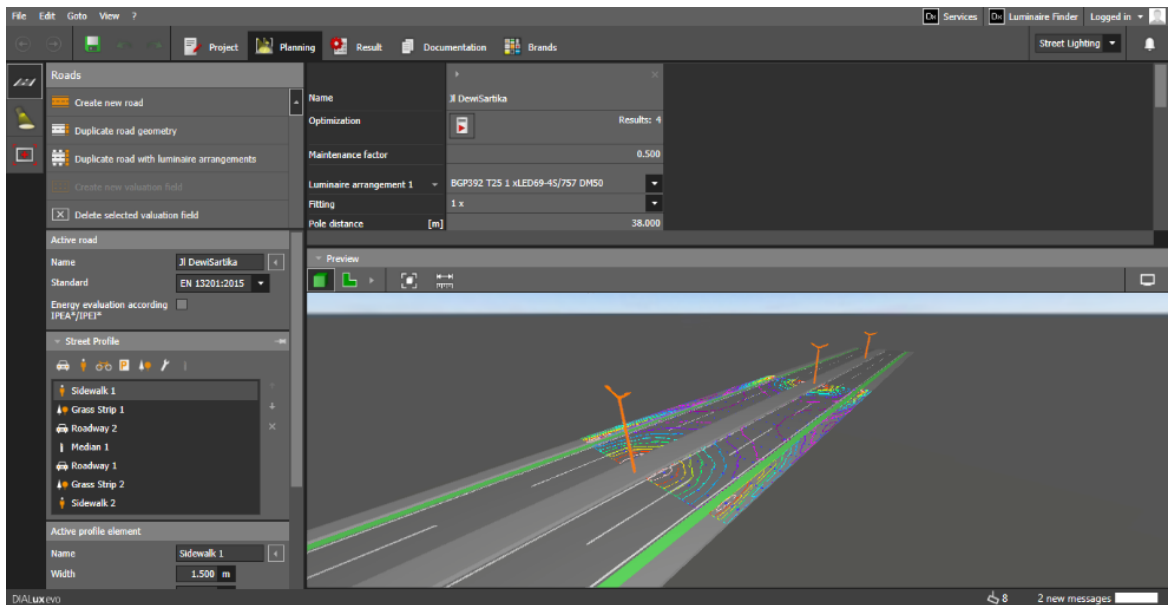 File Edit Goto View ?
DX Services DX Luminaire Finder Logged in
Project Planning Result Documentation Brands
Street Lighting
Roads
Create new road
Duplicate road geometry
Duplicate road with luminaire arrangements
Create new valuation field
Delete selected valuation field
Active road
Name Jl DewiSartika
Standard EN 13201:2015
Energy evaluation according
IPEA*/IPEI*
Street Profile
Sidewalk 1
Grass Strip 1
Roadway 2
Median 1
Roadway 1
Grass Strip 2
Sidewalk 2
Active profile element
Name Sidewalk 1
Width 1.500 m
Name Jl DewiSartika
Optimization Results: 4
Maintenance factor 0.500
Luminaire arrangement 1 BGP392 T25 1 xLED69-4S/757 DM50
Fitting 1 x
Pole distance [m] 38.000
Preview
DIALux evo
8 2 new messages